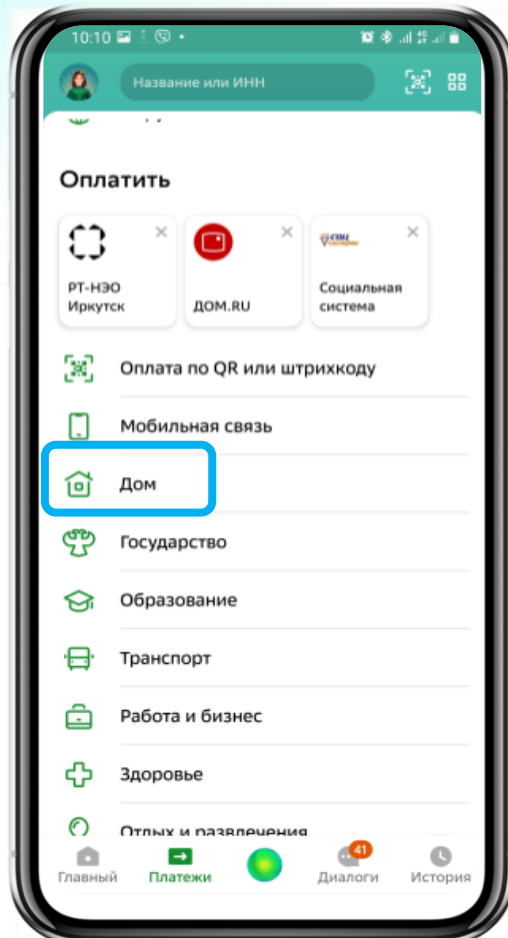 10:10
Название или ИНН
Оплатить
РТ-НЭО
Иркутск
ДОМ.RU
Социальная
система
Оплата по QR или штрихкоду
Мобильная связь
Дом
Государство
Образование
Транспорт
Работа и бизнес
Здоровье
Отдых и развлечения
41
Главный
Платежи
Диалоги
История